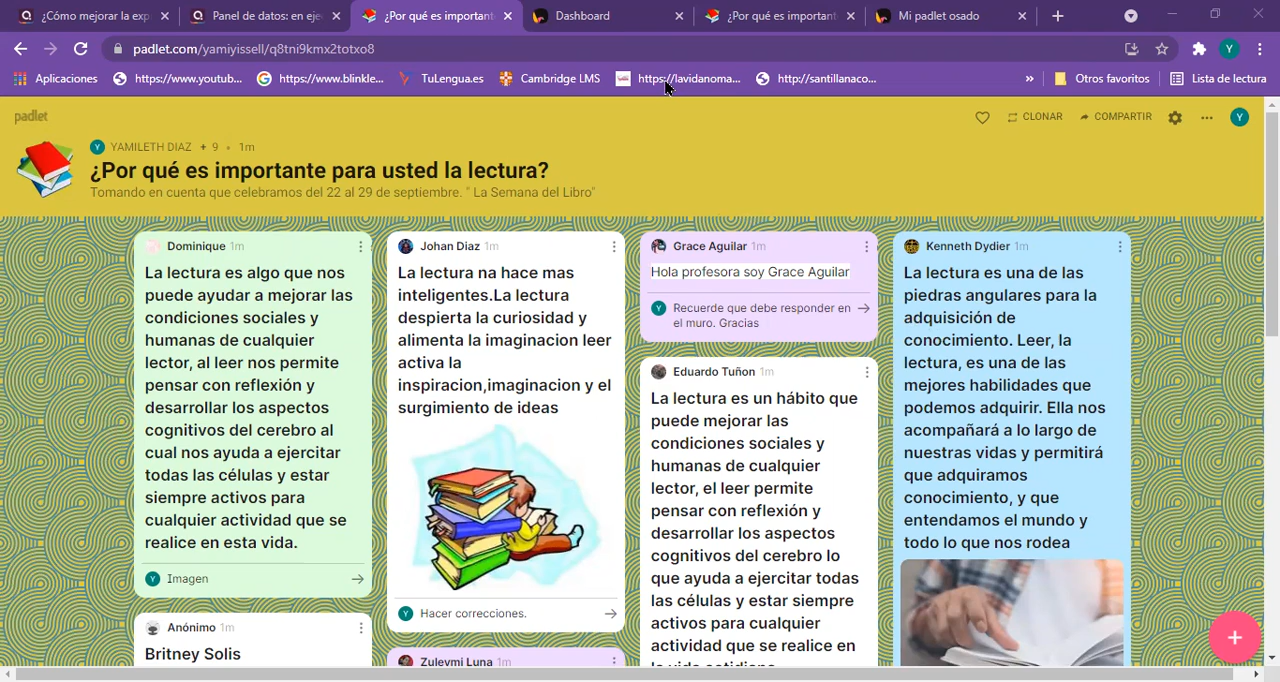 ¿Cómo mejorar la exp
Panel de datos: en eje
¿Por qué es important
Dashboard
¿Por qué es important
Mi padlet osado
padlet.com/yamiyissell/q8tni9kmx2totxo8
Y
Aplicaciones
https://www.youtub...
https://www.blinkle...
TuLengua.es
Cambridge LMS
https://lavidanoma...
http://santillanaco...
»
Otros favoritos
Lista de lectura
padlet
CLONAR
COMPARTIR
Y
Y YAMILETH DIAZ + 9 • 1m
¿Por qué es importante para usted la lectura?
Tomando en cuenta que celebramos del 22 al 29 de septiembre. " La Semana del Libro"
Dominique 1m
La lectura es algo que nos
puede ayudar a mejorar las
condiciones sociales y
humanas de cualquier
lector, al leer nos permite
pensar con reflexión y
desarrollar los aspectos
cognitivos del cerebro al
cual nos ayuda a ejercitar
todas las células y estar
siempre activos para
cualquier actividad que se
realice en esta vida.
Y Imagen
Anónimo 1m
Britney Solis
Johan Diaz 1m
La lectura na hace mas
inteligentes.La lectura
despierta la curiosidad y
alimenta la imaginacion leer
activa la
inspiracion,imaginacion y el
surgimiento de ideas
Y Hacer correcciones.
Zuleymi Luna 1m
Grace Aguilar 1m
Hola profesora soy Grace Aguilar
Y Recuerde que debe responder en
el muro. Gracias
Eduardo Tuñon 1m
La lectura es un hábito que
puede mejorar las
condiciones sociales y
humanas de cualquier
lector, el leer permite
pensar con reflexión y
desarrollar los aspectos
cognitivos del cerebro lo
que ayuda a ejercitar todas
las células y estar siempre
activos para cualquier
actividad que se realice en
la vida cotidiana.
Kenneth Dydier 1m
La lectura es una de las
piedras angulares para la
adquisición de
conocimiento. Leer, la
lectura, es una de las
mejores habilidades que
podemos adquirir. Ella nos
acompañará a lo largo de
nuestras vidas y permitirá
que adquiramos
conocimiento, y que
entendamos el mundo y
todo lo que nos rodea